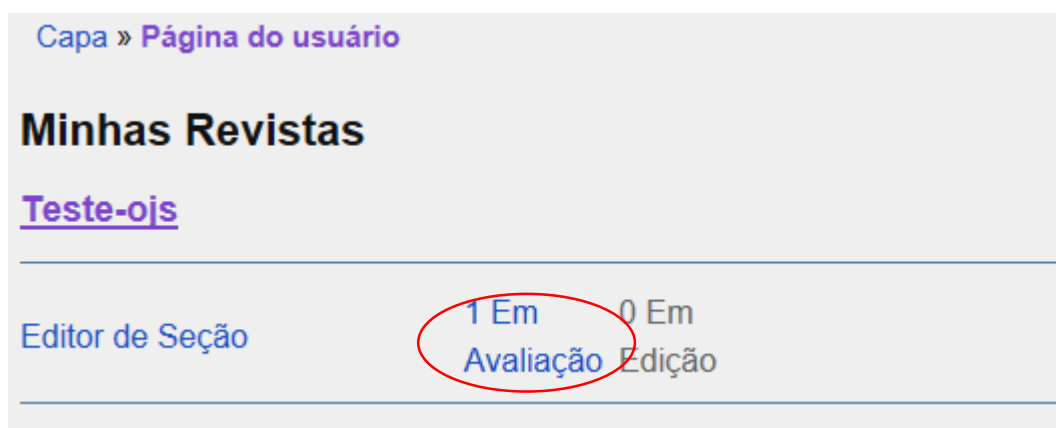 Capa » Página do usuário
Minhas Revistas
Teste-ojs
Editor de Seção
1 Em Avaliação
0 Em Edição